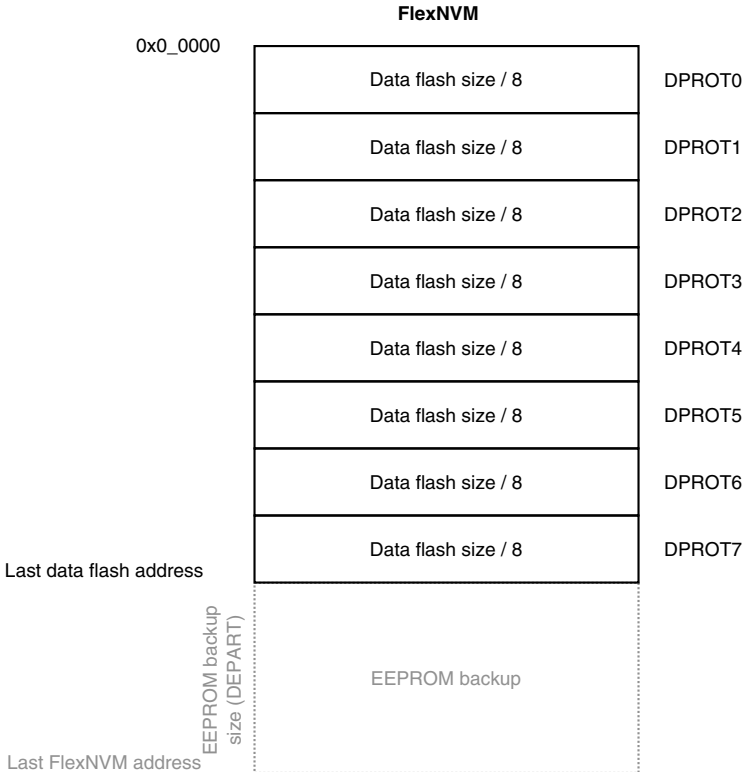 FlexNVM
0x0_0000
Data flash size / 8 DPROT0
Data flash size / 8 DPROT1
Data flash size / 8 DPROT2
Data flash size / 8 DPROT3
Data flash size / 8 DPROT4
Data flash size / 8 DPROT5
Data flash size / 8 DPROT6
Data flash size / 8 DPROT7
Last data flash address
EEPROM backup
size (DEPART)
EEPROM backup
Last FlexNVM address